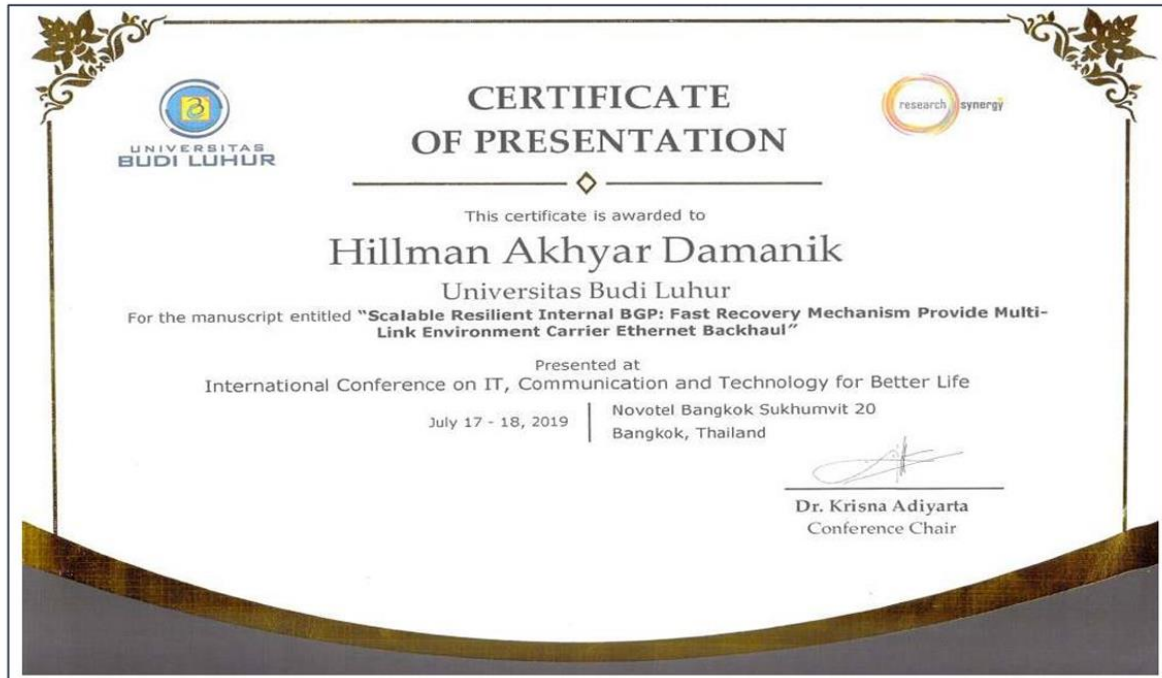 UNIVERSITAS
BUDI LUHUR
CERTIFICATE
OF PRESENTATION
research synergy
This certificate is awarded to
Hillman Akhyar Damanik
Universitas Budi Luhur
For the manuscript entitled "Scalable Resilient Internal BGP: Fast Recovery Mechanism Provide Multi-
Link Environment Carrier Ethernet Backhaul"
Presented at
International Conference on IT, Communication and Technology for Better Life
July 17 - 18, 2019
Novotel Bangkok Sukhumvit 20
Bangkok, Thailand
Dr. Krisna Adiyarta
Conference Chair